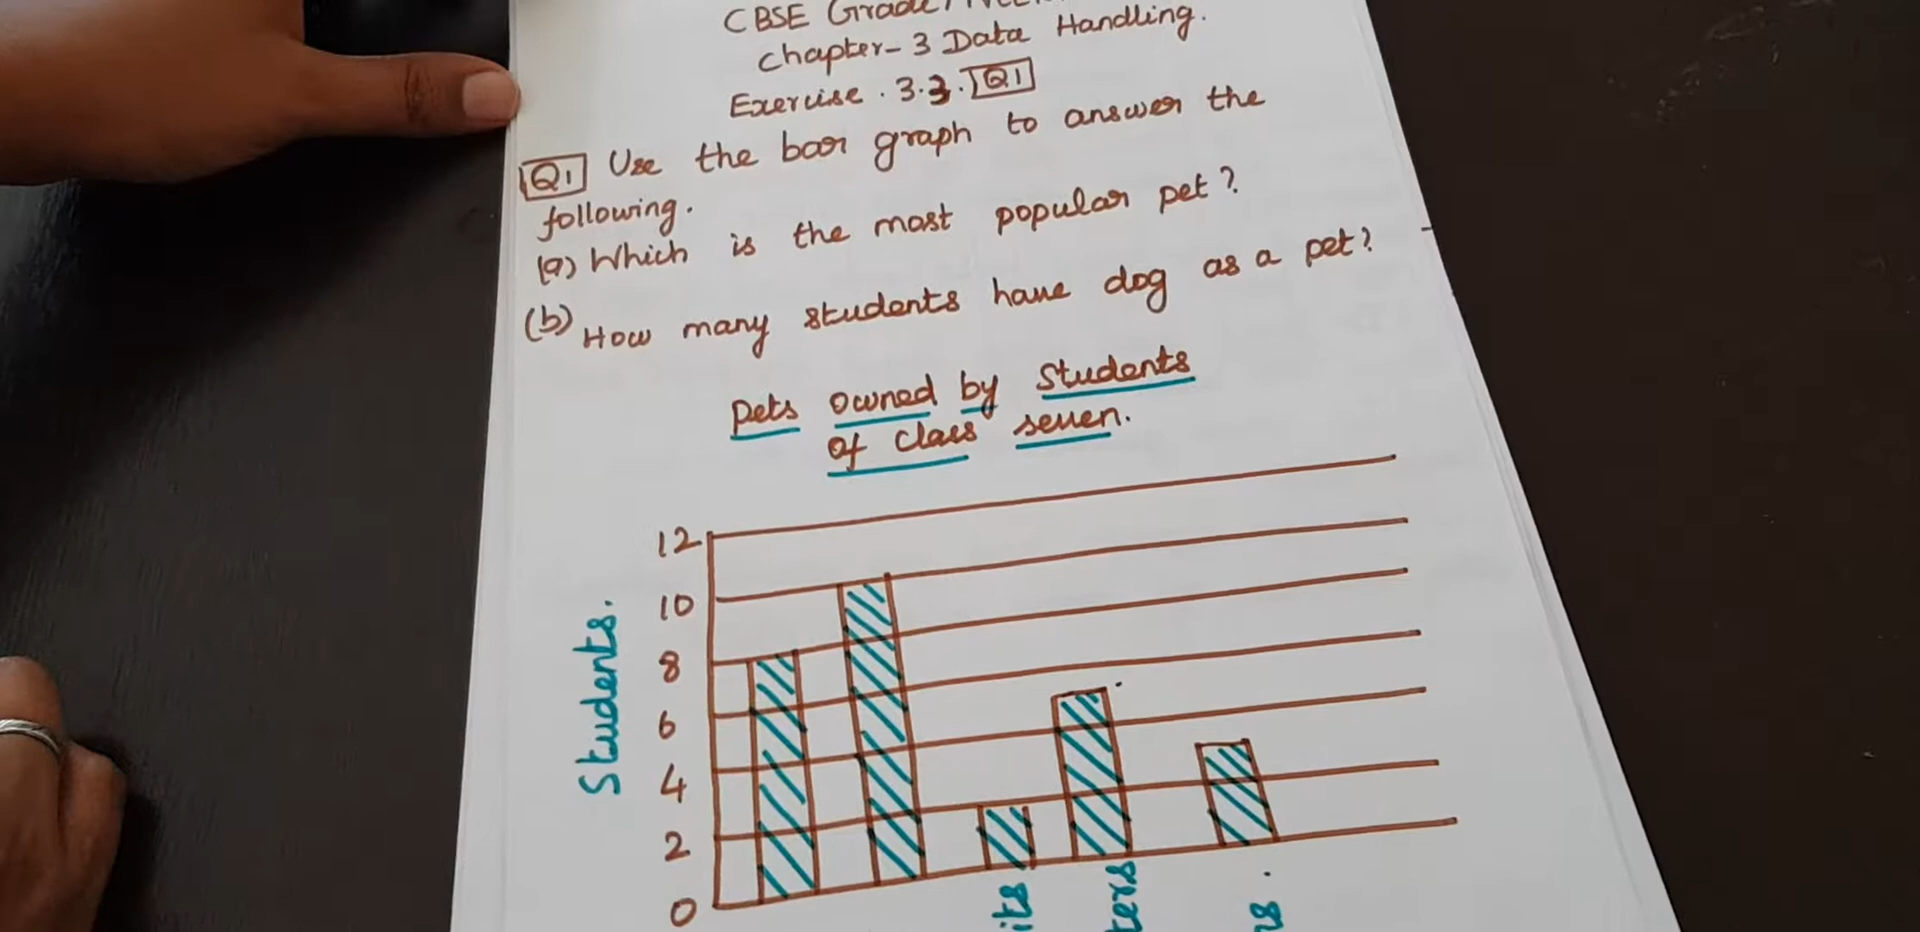 CBSE Grade
Chapter-3 Data Handling.
Exercise. 3.3. Q1
Q1 Use the bar graph to answer the
following.
(a) Which is the most popular pet?
(b) How many students have dog as a pet?
Pets owned by Students
of Class seven.
12
10
8
6
4
2
0
Students.
its
ters